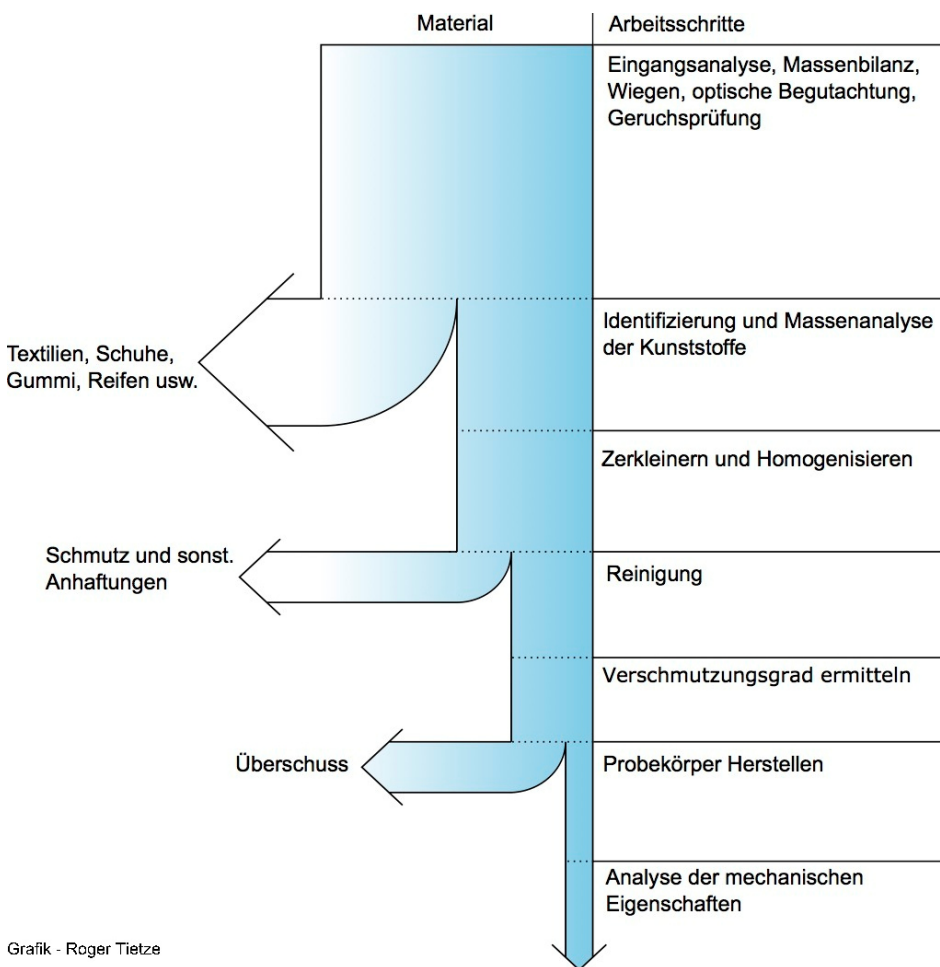 Material
Arbeitsschritte
Eingangsanalyse, Massenbilanz,
Wiegen, optische Begutachtung,
Geruchsprüfung
Identifizierung und Massenanalyse
der Kunststoffe
Textilien, Schuhe,
Gummi, Reifen usw.
Zerkleinern und Homogenisieren
Schmutz und sonst.
Anhaftungen
Reinigung
Verschmutzungsgrad ermitteln
Überschuss
Probekörper Herstellen
Analyse der mechanischen
Eigenschaften
Grafik - Roger Tietze